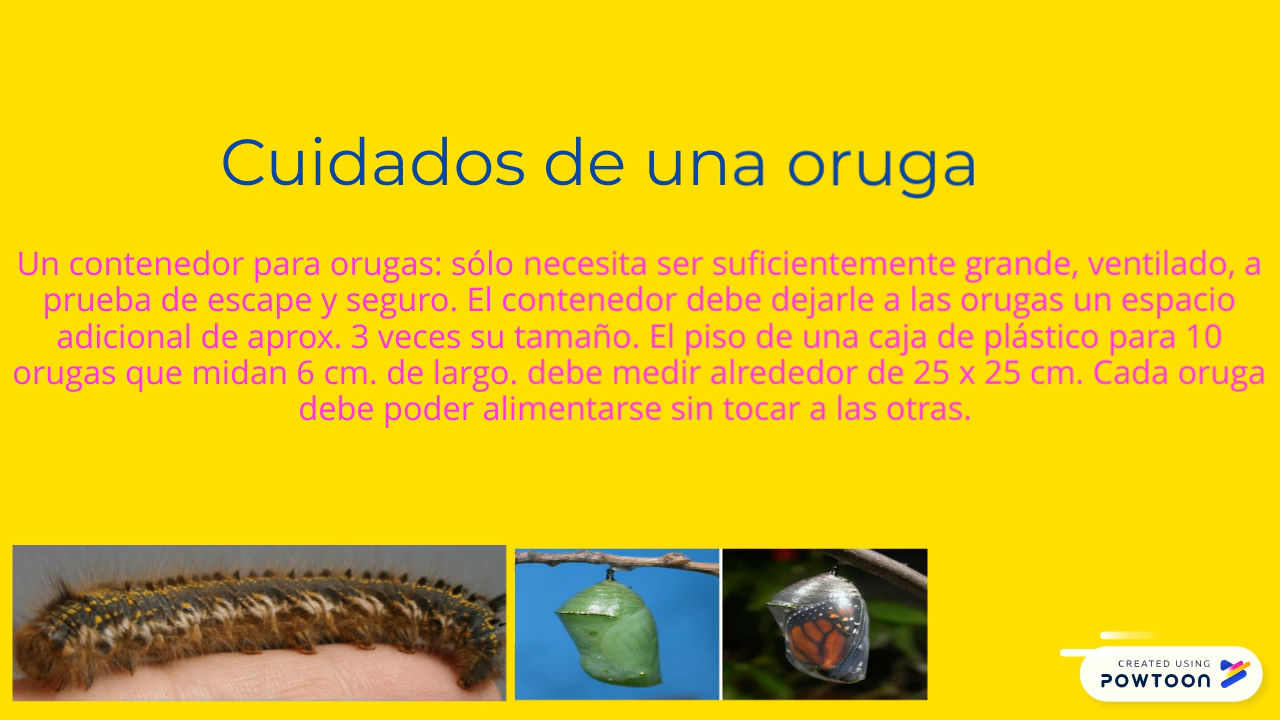 Cuidados de una oruga
Un contenedor para orugas: sólo necesita ser suficientemente grande, ventilado, a
prueba de escape y seguro. El contenedor debe dejarle a las orugas un espacio
adicional de aprox. 3 veces su tamaño. El piso de una caja de plástico para 10
orugas que midan 6 cm. de largo. debe medir alrededor de 25 x 25 cm. Cada oruga
debe poder alimentarse sin tocar a las otras.
CREATED USING
POWTOON